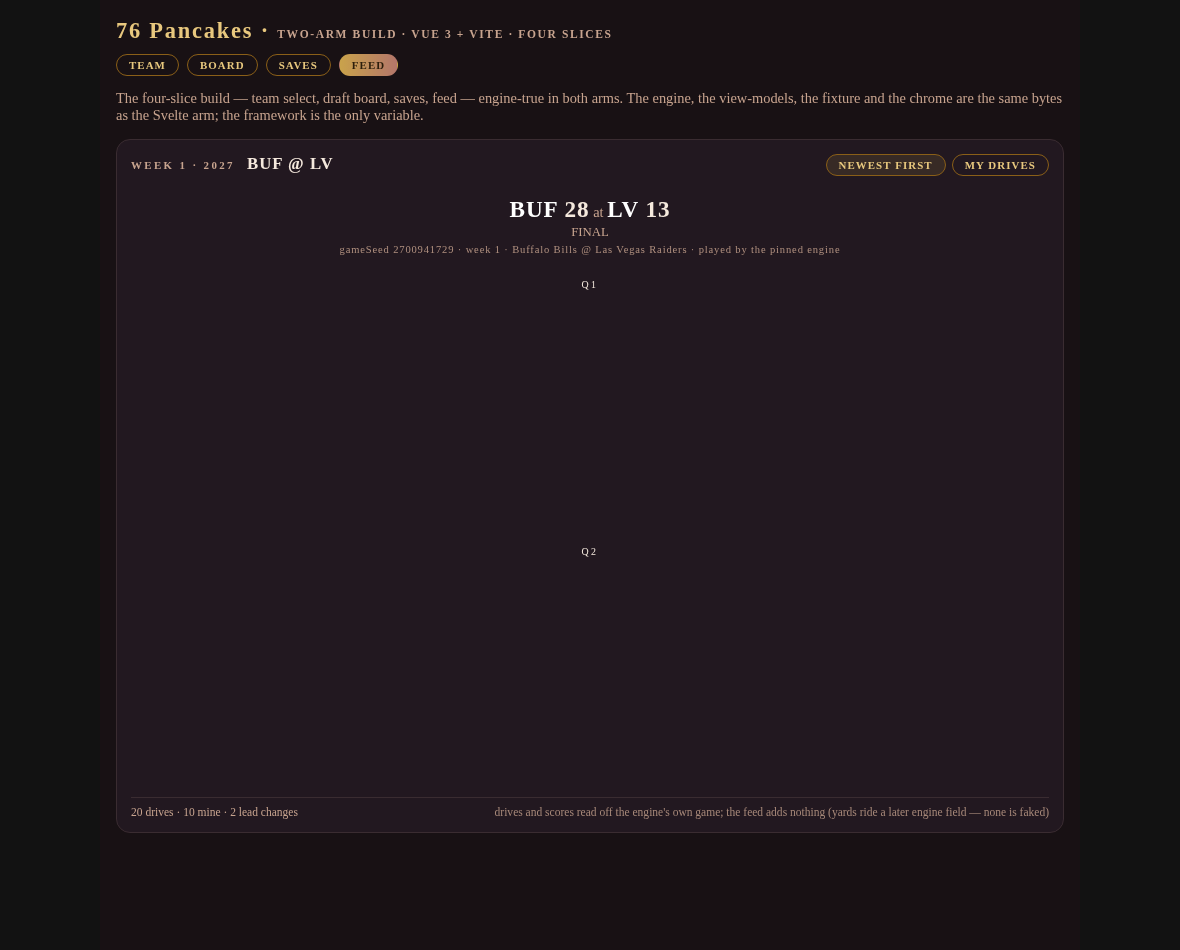 76 Pancakes · TWO-ARM BUILD · VUE 3 + VITE · FOUR SLICES
TEAM BOARD SAVES FEED
The four-slice build — team select, draft board, saves, feed — engine-true in both arms. The engine, the view-models, the fixture and the chrome are the same bytes
as the Svelte arm; the framework is the only variable.
WEEK 1 · 2027 BUF @ LV NEWEST FIRST MY DRIVES
BUF 28 at LV 13
FINAL
gameSeed 2700941729 · week 1 · Buffalo Bills @ Las Vegas Raiders · played by the pinned engine
Q1
Q2
20 drives · 10 mine · 2 lead changes drives and scores read off the engine's own game; the feed adds nothing (yards ride a later engine field — none is faked)